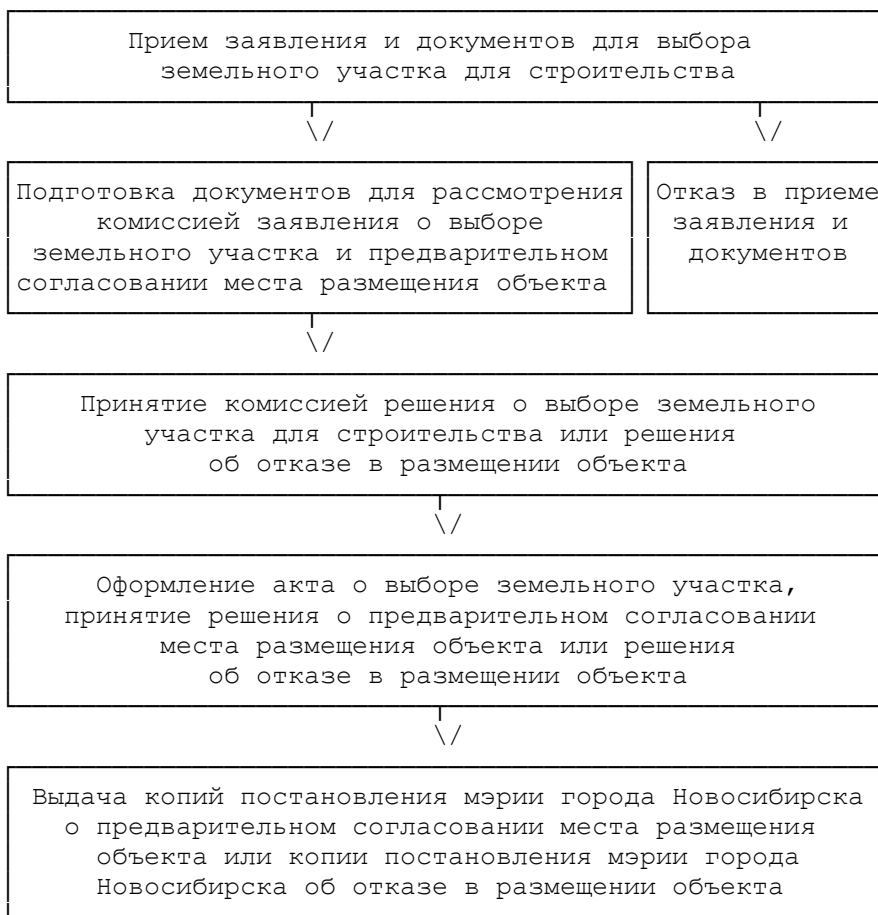 Прием заявления и документов для выбора
земельного участка для строительства
\/
\/
Подготовка документов для рассмотрения
комиссией заявления о выборе
земельного участка и предварительном
согласовании места размещения объекта
Отказ в приеме
заявления и
документов
\/
Принятие комиссией решения о выборе земельного
участка для строительства или решения
об отказе в размещении объекта
\/
Оформление акта о выборе земельного участка,
принятие решения о предварительном согласовании
места размещения объекта или решения
об отказе в размещении объекта
\/
Выдача копий постановления мэрии города Новосибирска
о предварительном согласовании места размещения
объекта или копии постановления мэрии города
Новосибирска об отказе в размещении объекта